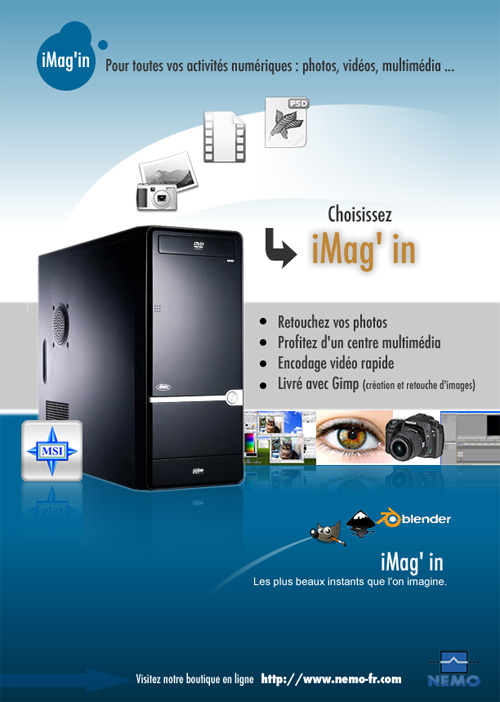 iMag'in
Pour toutes vos activités numériques : photos, vidéos, multimédia ...
PSD
Choisissez
iMag' in
DVD
Retouchez vos photos
Profitez d'un centre multimédia
Encodage vidéo rapide
Livré avec Gimp (création et retouche d'images)
MSI
blender
iMag' in
Les plus beaux instants que l'on imagine.
Visitez notre boutique en ligne http://www.nemo-fr.com
NEMO